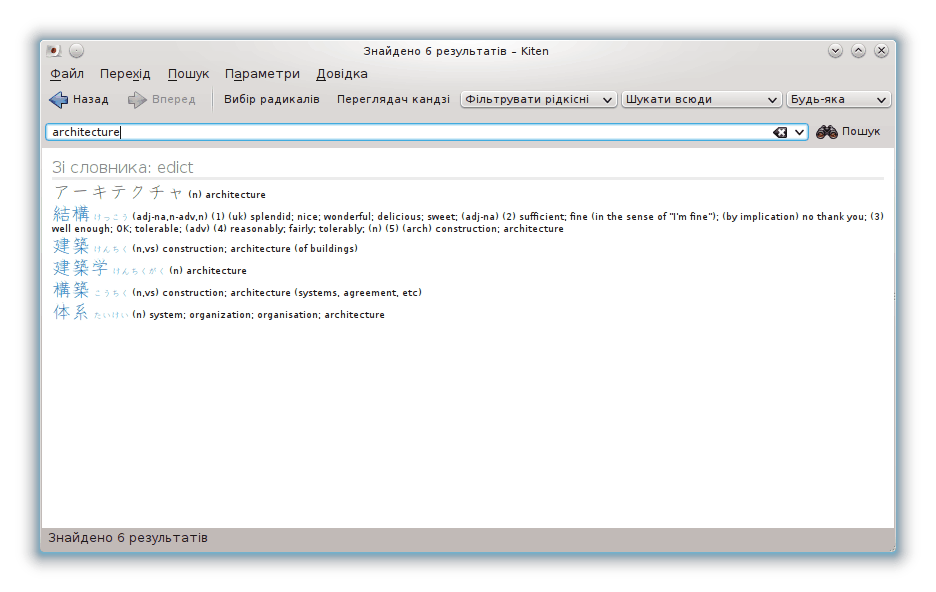 Знайдено 6 результатів – Kiten
Файл Перехід Пошук Параметри Довідка
Назад Вперед Вибір радикалів Переглядач кандзі Фільтрувати рідкісні Шукати всюди Будь-яка
architecture Пошук
Зі словника: edict
アーキテクチャ (n) architecture
結構 けっこう (adj-na,n-adv,n) (1) (uk) splendid; nice; wonderful; delicious; sweet; (adj-na) (2) sufficient; fine (in the sense of "I'm fine"); (by implication) no thank you; (3)
well enough; OK; tolerable; (adv) (4) reasonably; fairly; tolerably; (n) (5) (arch) construction; architecture
建築 けんちく (n,vs) construction; architecture (of buildings)
建築学 けんちくがく (n) architecture
構築 こうちく (n,vs) construction; architecture (systems, agreement, etc)
体系 たいけい (n) system; organization; organisation; architecture
Знайдено 6 результатів